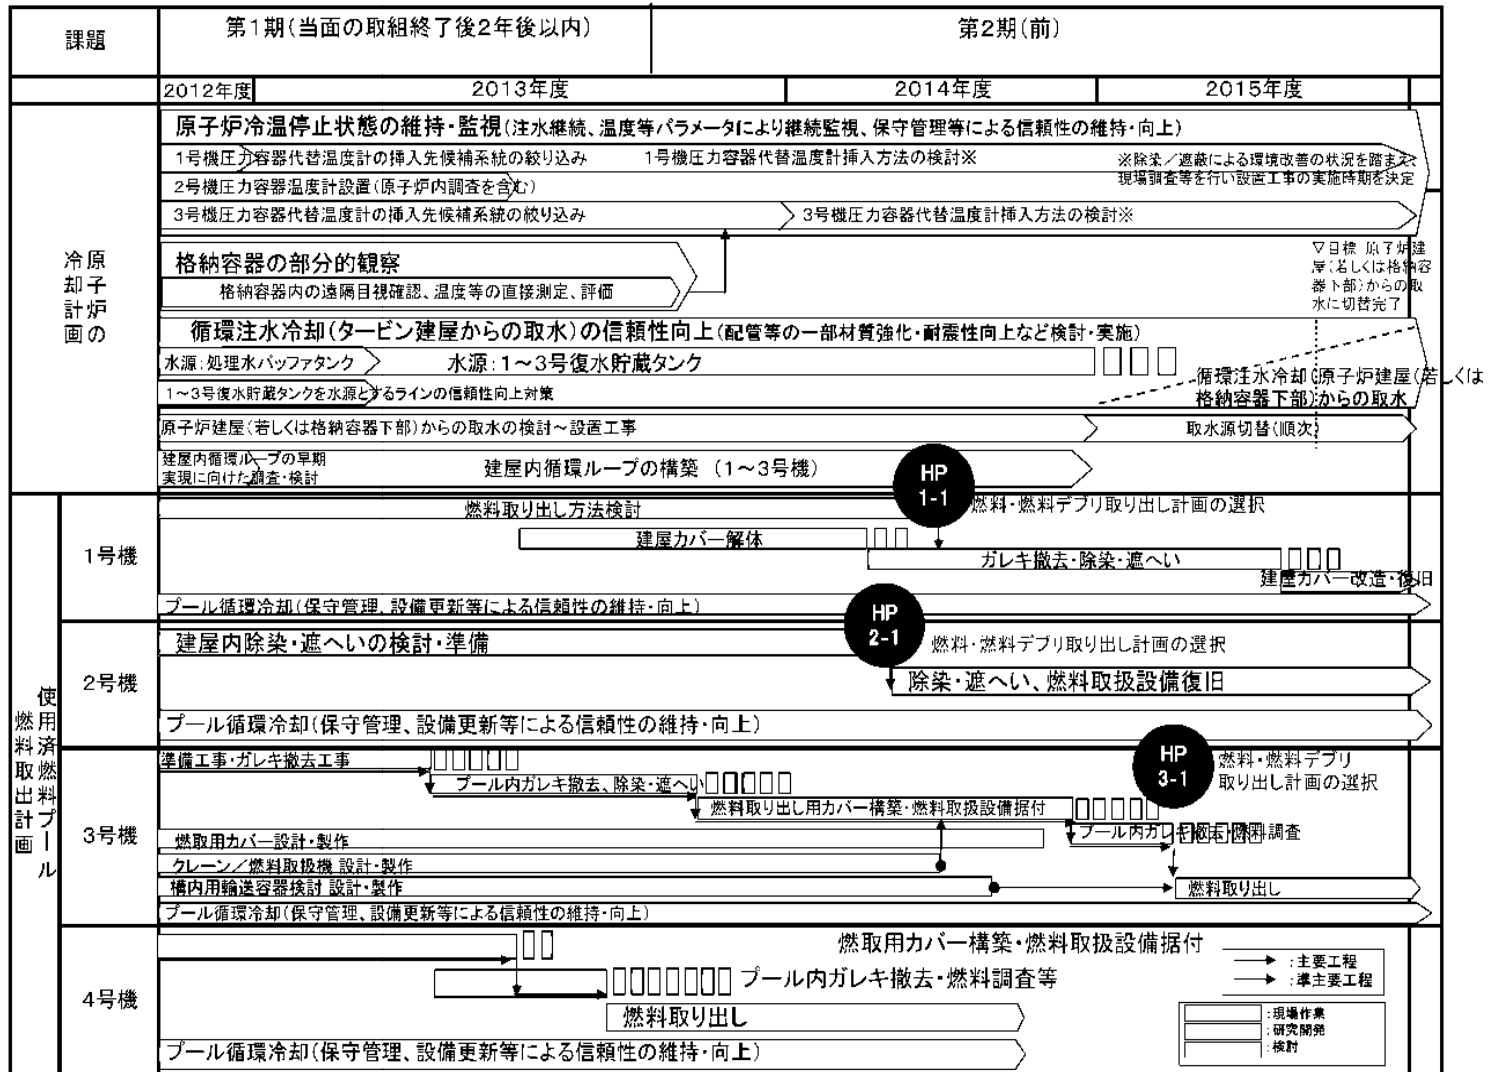 課題
第1期(当面の取組終了後2年後以内)
第2期(前)
2012年度
2013年度
2014年度
2015年度
原子炉の冷却計画
原子炉冷温停止状態の維持・監視(注水継続、温度等パラメータにより継続監視、保守管理等による信頼性の維持・向上)
1号機圧力容器代替温度計の挿入先候補系統の絞り込み
1号機圧力容器代替温度計挿入方法の検討※
※除染/遮蔽による環境改善の状況を踏まえ、
現場調査等を行い設置工事の実施時期を決定
2号機圧力容器温度計設置(原子炉内調査を含む)
3号機圧力容器代替温度計の挿入先候補系統の絞り込み
3号機圧力容器代替温度計挿入方法の検討※
格納容器の部分的観察
格納容器内の遠隔目視確認、温度等の直接測定、評価
▽目標 原子炉建
屋(若しくは格納容
器下部)からの取
水に切替完了
循環注水冷却(タービン建屋からの取水)の信頼性向上(配管等の一部材質強化・耐震性向上など検討・実施)
水源:処理水バッファタンク
水源:1~3号復水貯蔵タンク
循環注水冷却(原子炉建屋(若しくは
格納容器下部)からの取水
1~3号復水貯蔵タンクを水源とするラインの信頼性向上対策
原子炉建屋(若しくは格納容器下部)からの取水の検討~設置工事
取水源切替(順次)
建屋内循環ループの早期
実現に向けた調査・検討
建屋内循環ループの構築 (1~3号機)
HP
1-1
使用済燃料プール燃料取出計画
1号機
燃料取り出し方法検討
燃料・燃料デブリ取り出し計画の選択
建屋カバー解体
ガレキ撤去・除染・遮へい
建屋カバー改造・復旧
プール循環冷却(保守管理、設備更新等による信頼性の維持・向上)
HP
2-1
2号機
建屋内除染・遮へいの検討・準備
燃料・燃料デブリ取り出し計画の選択
除染・遮へい、燃料取扱設備復旧
プール循環冷却(保守管理、設備更新等による信頼性の維持・向上)
3号機
準備工事・ガレキ撤去工事
HP
3-1
燃料・燃料デブリ
取り出し計画の選択
プール内ガレキ撤去、除染・遮へい
燃料取り出し用カバー構築・燃料取扱設備据付
プール内ガレキ撤去・燃料調査
燃取用カバー設計・製作
クレーン/燃料取扱機 設計・製作
構内用輸送容器検討 設計・製作
燃料取り出し
プール循環冷却(保守管理、設備更新等による信頼性の維持・向上)
4号機
燃取用カバー構築・燃料取扱設備据付
プール内ガレキ撤去・燃料調査等
燃料取り出し
プール循環冷却(保守管理、設備更新等による信頼性の維持・向上)
:主要工程
:準主要工程
:現場作業
:研究開発
:検討